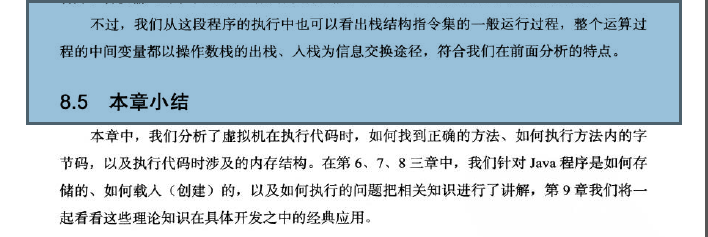 不过，我们从这段程序的执行中也可以看出栈结构指令集的一般运行过程，整个运算过
程的中间变量都以操作数栈的出栈、入栈为信息交换途径，符合我们在前面分析的特点。
8.5 本章小结
本章中，我们分析了虚拟机在执行代码时，如何找到正确的方法、如何执行方法内的字
节码，以及执行代码时涉及的内存结构。在第 6、7、8 三章中，我们针对 Java 程序是如何存
储的、如何载入（创建）的，以及如何执行的问题把相关知识进行了讲解，第 9 章我们将一
起看看这些理论知识在具体开发之中的经典应用。